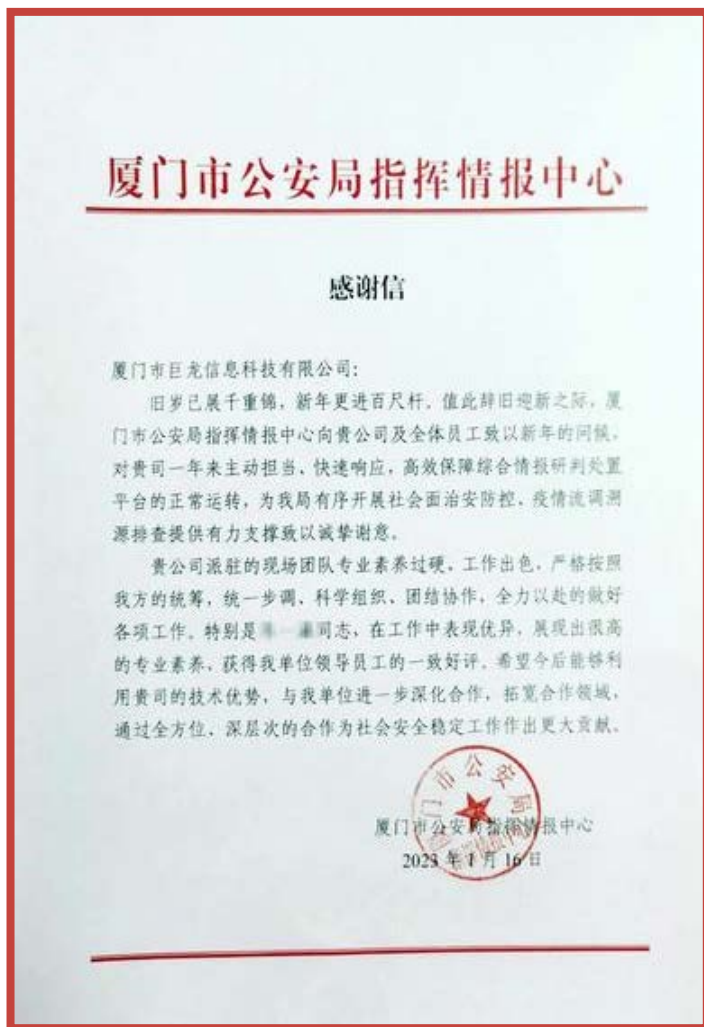 厦门市公安局指挥情报中心
感谢信
厦门市巨龙信息科技有限公司：
旧岁已展千重锦，新年更进百尺杆。值此辞旧迎新之际，厦
门市公安局指挥情报中心向贵公司及全体员工致以新年的问候。
对贵司一年来主动担当、快速响应，高效保障综合情报研判处置
平台的正常运转，为我局有序开展社会面治安防控、疫情流调溯
源排查提供有力支撑致以诚挚谢意。
贵公司派驻的现场团队专业素养过硬、工作出色，严格按照
我方的统筹，统一步调、科学组织、团结协作，全力以赴的做好
各项工作。特别是 一 同志，在工作中表现优异，展现出很高
的专业素养，获得我单位领导员工的一致好评。希望今后能够利
用贵司的技术优势，与我单位进一步深化合作，拓宽合作领域，
通过全方位、深层次的合作为社会安全稳定工作作出更大贡献。
厦门市公安局指挥情报中心
2023 年 1 月 16 日